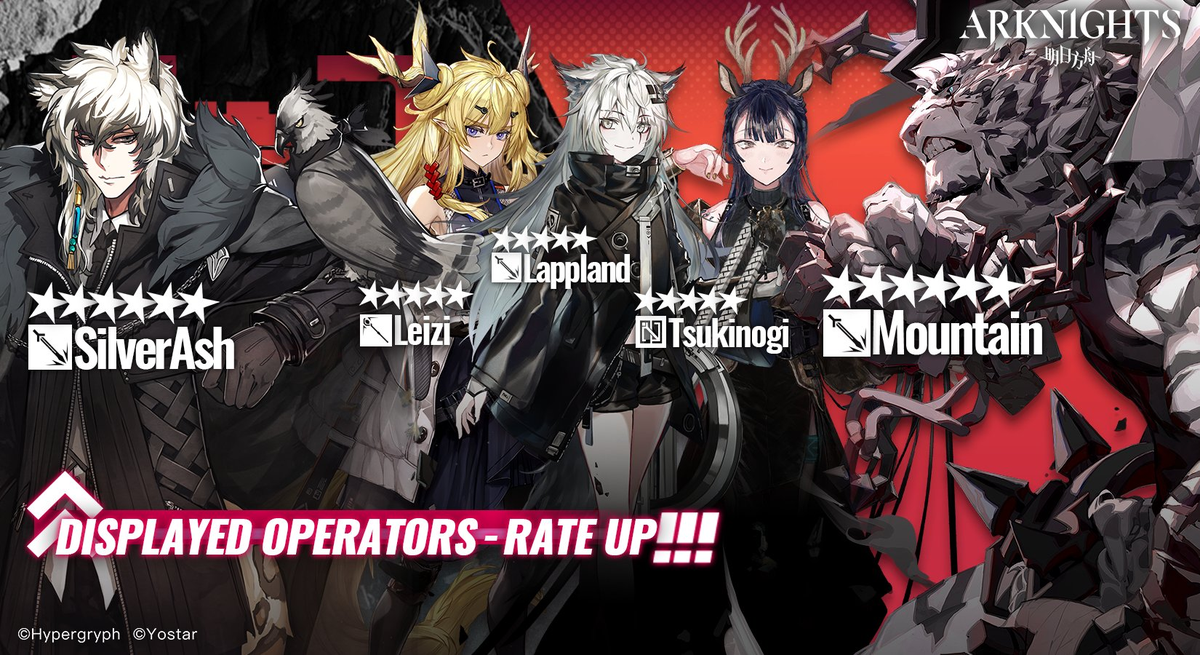 ARKNIGHTS
明日方舟
★★★★★★
SilverAsh
★★★★★
Leizi
★★★★★
Lappland
★★★★★
Tsukinogi
★★★★★★
Mountain
DISPLAYED OPERATORS - RATE UP!!!
©Hypergryph ©Yostar